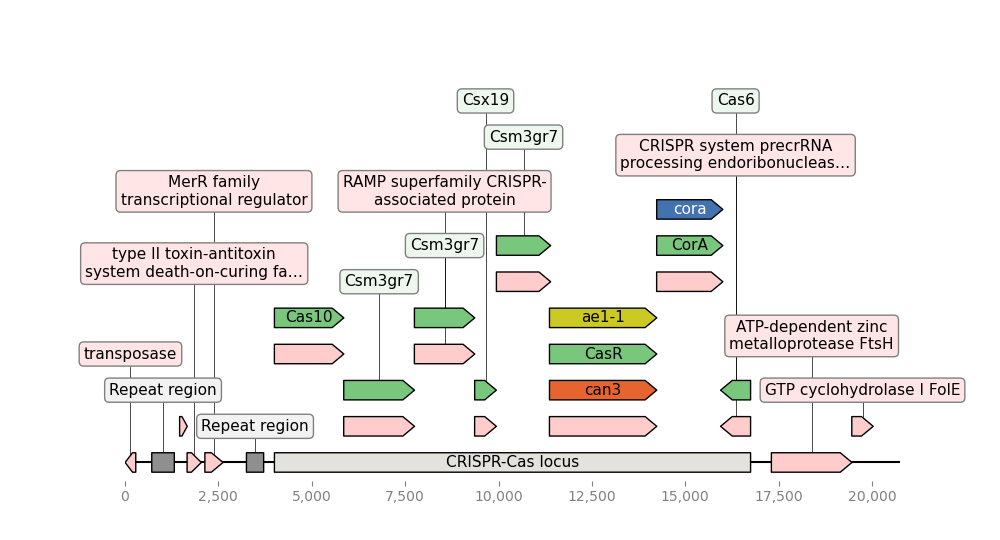 Csx19
Cas6
Csm3gr7
CRISPR system precrRNA
processing endoribonucleas…
MerR family
transcriptional regulator
RAMP superfamily CRISPR-
associated protein
cora
type II toxin-antitoxin
system death-on-curing fa…
Csm3gr7
CorA
Csm3gr7
Cas10
ae1-1
ATP-dependent zinc
metalloprotease FtsH
transposase
CasR
Repeat region
can3
GTP cyclohydrolase I FolE
Repeat region
CRISPR-Cas locus
0
2,500
5,000
7,500
10,000
12,500
15,000
17,500
20,000